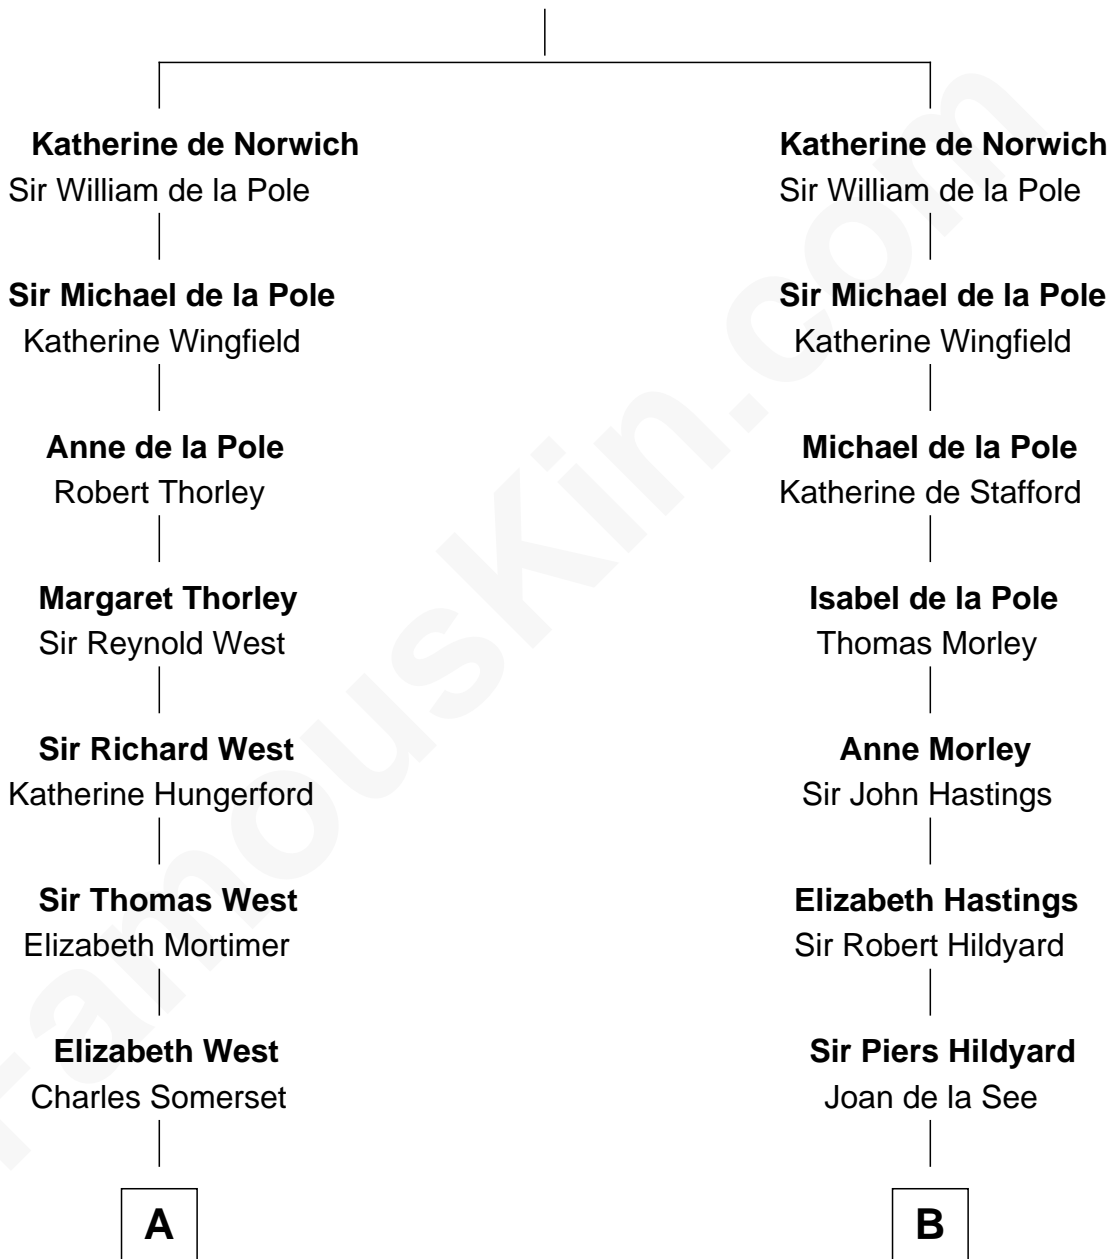 Katherine de Norwich
Sir William de la Pole
Sir Michael de la Pole
Katherine Wingfield
Anne de la Pole
Robert Thorley
Margaret Thorley
Sir Reynold West
Sir Richard West
Katherine Hungerford
Sir Thomas West
Elizabeth Mortimer
Elizabeth West
Charles Somerset
A
Katherine de Norwich
Sir William de la Pole
Sir Michael de la Pole
Katherine Wingfield
Michael de la Pole
Katherine de Stafford
Isabel de la Pole
Thomas Morley
Anne Morley
Sir John Hastings
Elizabeth Hastings
Sir Robert Hildyard
Sir Piers Hildyard
Joan de la See
B
FamousKin.com